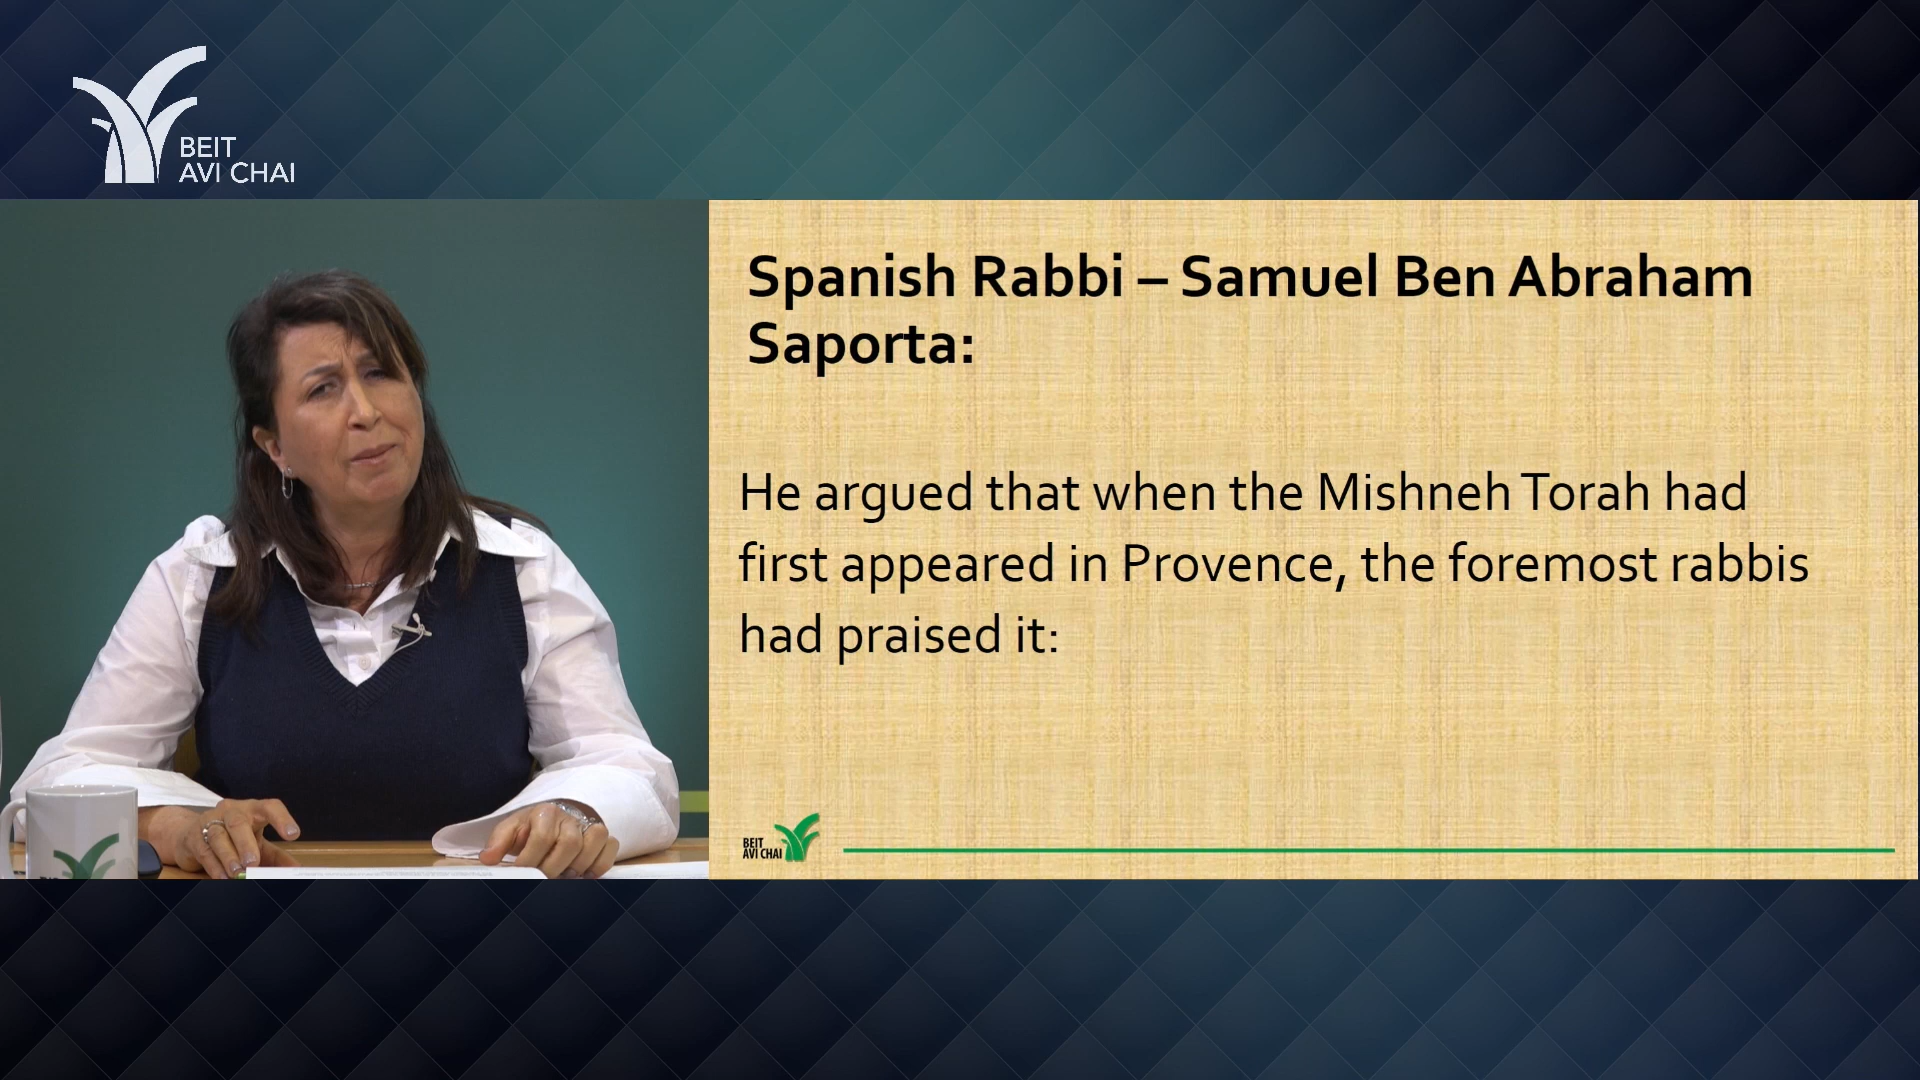 BEIT
AVI CHAI
Spanish Rabbi – Samuel Ben Abraham
Saporta:
He argued that when the Mishneh Torah had
first appeared in Provence, the foremost rabbis
had praised it:
BEIT
AVI CHAI